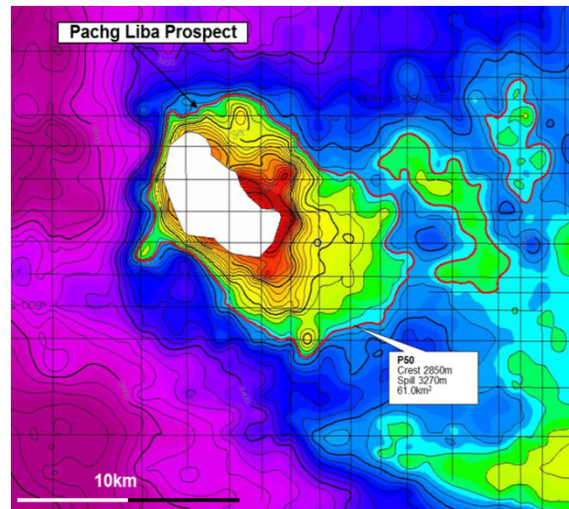 Pachg Liba Prospect
P50
Crest 2850m
Spill 3270m
61.0km²
10km